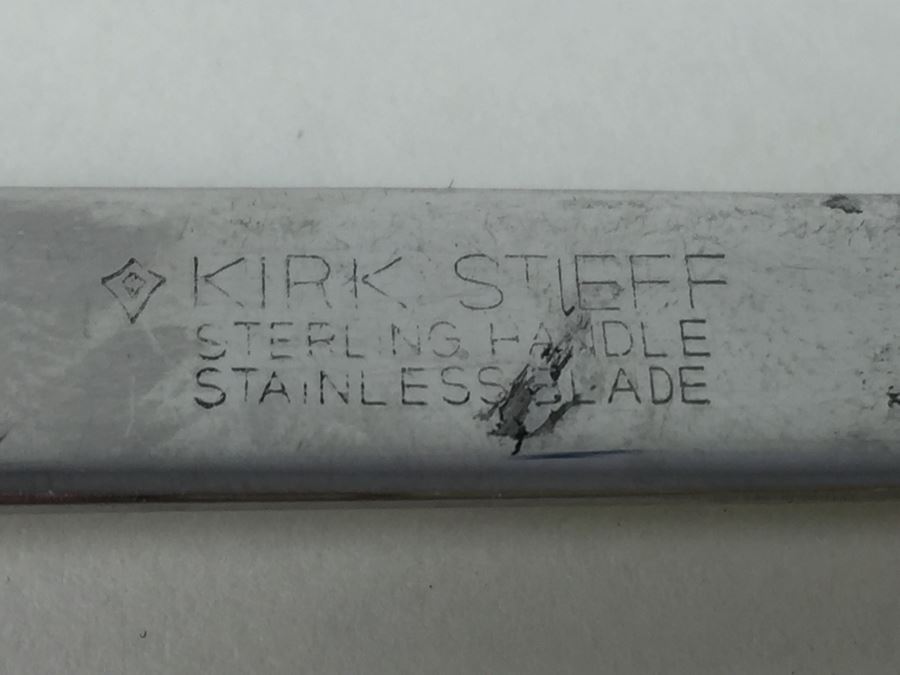 KIRK STIEFF
STERLING HANDLE
STAINLESS BLADE